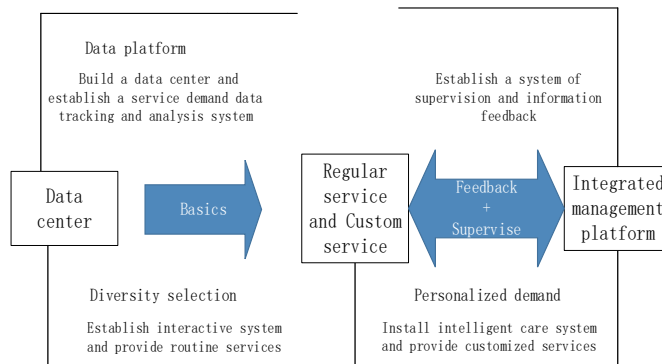 Data platform
Build a data center and
establish a service demand data
tracking and analysis system
Establish a system of
supervision and information
feedback
Data
center
Basics
Regular
service
and Custom
service
Feedback
+
Supervise
Integrated
management
platform
Diversity selection
Establish interactive system
and provide routine services
Personalized demand
Install intelligent care system
and provide customized services